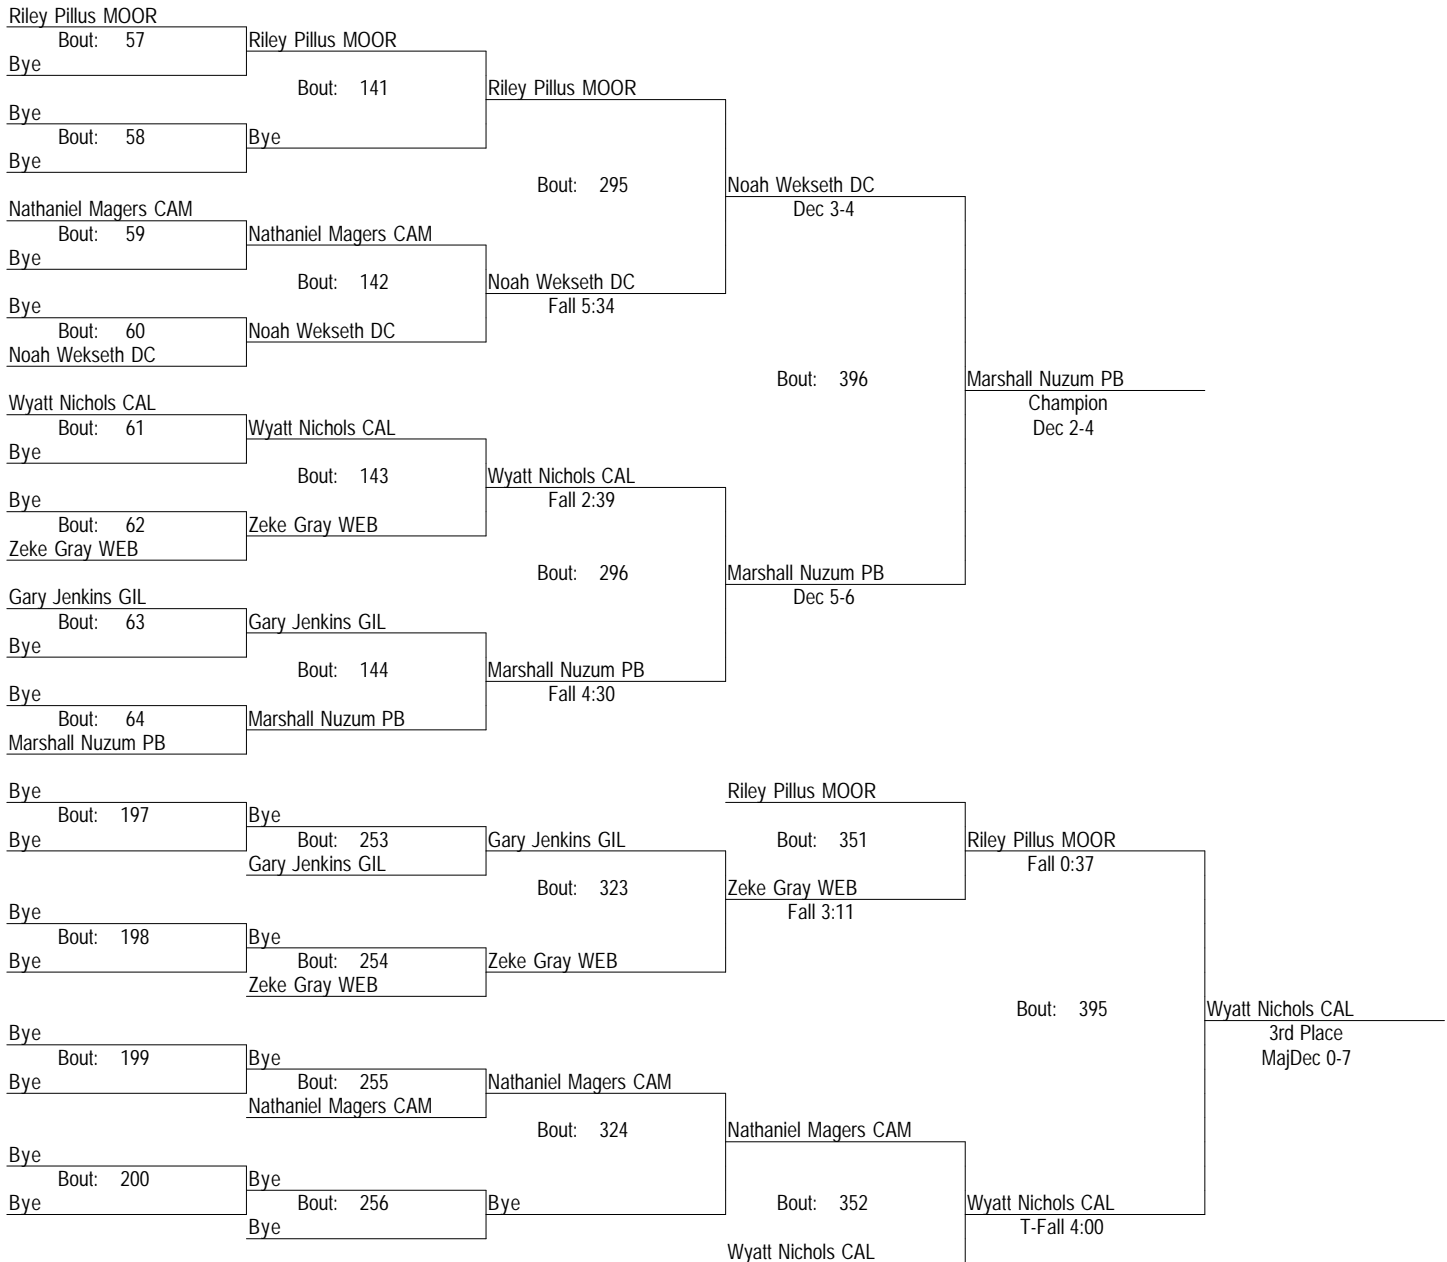 Riley Pillus MOOR
Bout: 57 Riley Pillus MOOR
Bye
Bout: 141 Riley Pillus MOOR
Bye
Bout: 58 Bye
Bye
Bout: 295 Noah Wekseth DC
Nathaniel Magers CAM Dec 3-4
Bout: 59 Nathaniel Magers CAM
Bye
Bout: 142 Noah Wekseth DC
Bye Fall 5:34
Bout: 60 Noah Wekseth DC
Noah Wekseth DC
Bout: 396 Marshall Nuzum PB
Wyatt Nichols CAL Champion
Bout: 61 Wyatt Nichols CAL Dec 2-4
Bye
Bout: 143 Wyatt Nichols CAL
Bye Fall 2:39
Bout: 62 Zeke Gray WEB
Zeke Gray WEB
Bout: 296 Marshall Nuzum PB
Gary Jenkins GIL Dec 5-6
Bout: 63 Gary Jenkins GIL
Bye
Bout: 144 Marshall Nuzum PB
Bye Fall 4:30
Bout: 64 Marshall Nuzum PB
Marshall Nuzum PB
Bye Riley Pillus MOOR
Bout: 197 Bye
Bye Bout: 253 Gary Jenkins GIL Bout: 351 Riley Pillus MOOR
Gary Jenkins GIL Fall 0:37
Bout: 323 Zeke Gray WEB
Bye Fall 3:11
Bout: 198 Bye
Bye Bout: 254 Zeke Gray WEB
Zeke Gray WEB
Bout: 395 Wyatt Nichols CAL
Bye 3rd Place
Bout: 199 Bye MajDec 0-7
Bye Bout: 255 Nathaniel Magers CAM
Nathaniel Magers CAM
Bout: 324 Nathaniel Magers CAM
Bye
Bout: 200 Bye
Bye Bout: 256 Bye Bout: 352 Wyatt Nichols CAL
Bye T-Fall 4:00
Wyatt Nichols CAL